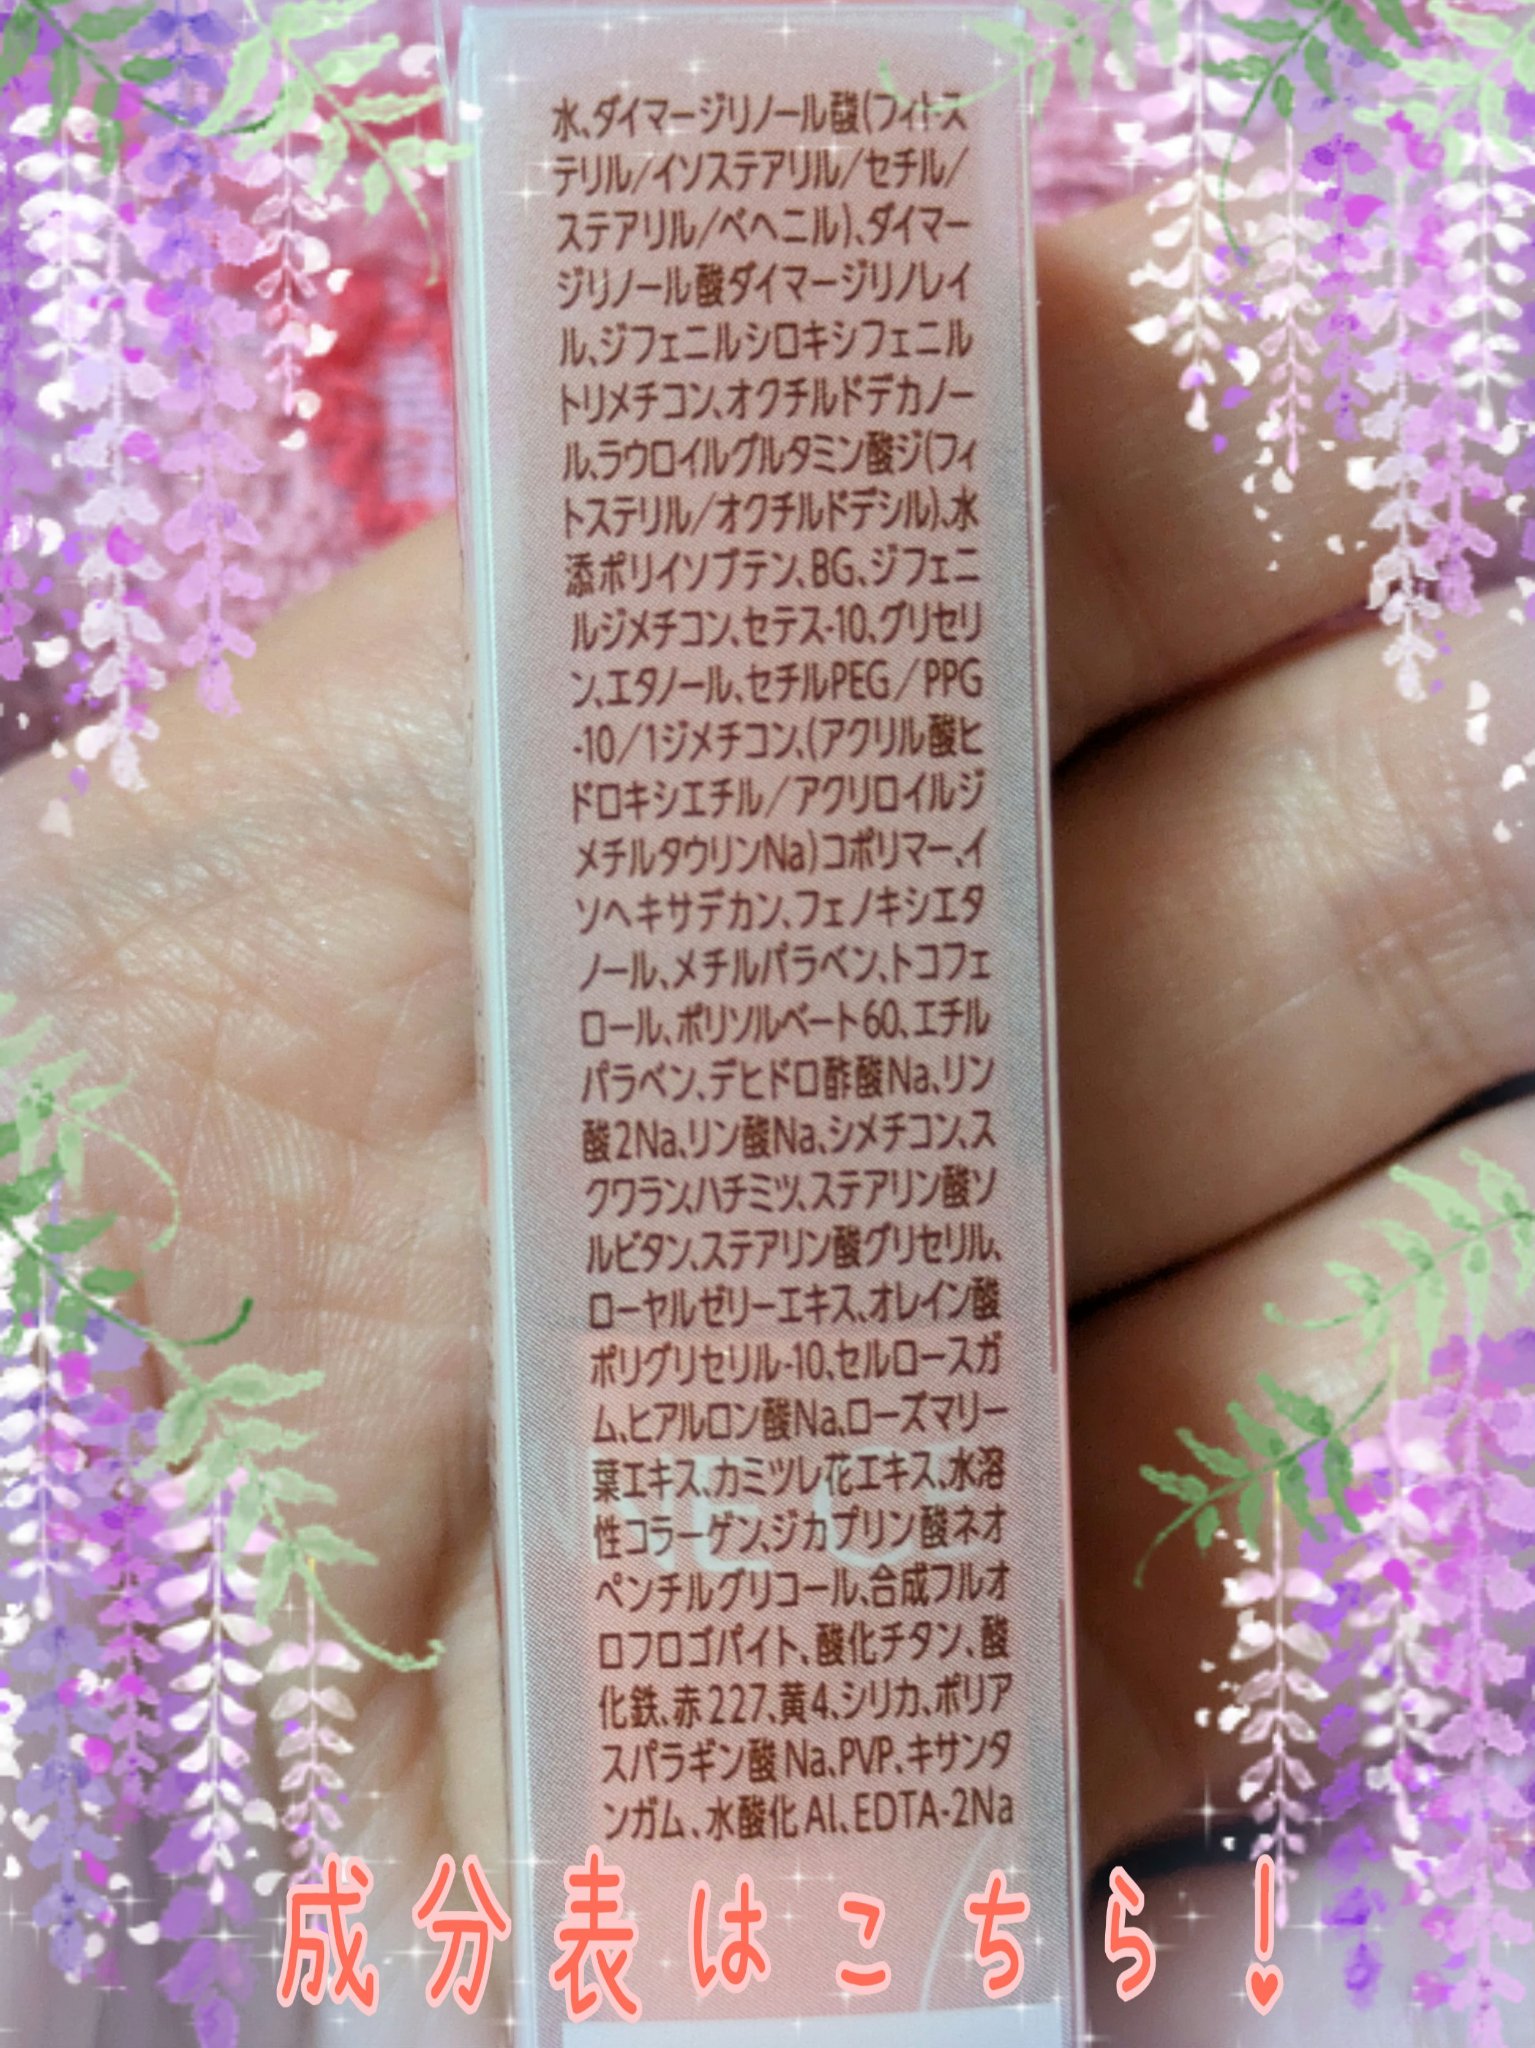 水、ダイマージリノール酸(フィトス
テリル/イソステアリル/セチル/
ステアリル/ベヘニル)、ダイマー
ジリノール酸ダイマージリノレイ
ル、ジフェニルシロキシフェニル
トリメチコン、オクチルドデカノー
ル、ラウロイルグルタミン酸ジ(フィ
トステリル/オクチルドデシル)、水
添ポリイソブテン、BG、ジフェニ
ルジメチコン、セテス-10、グリセリ
ン、エタノール、セチルPEG/PPG
-10/1ジメチコン、(アクリル酸ヒ
ドロキシエチル/アクリロイルジ
メチルタウリンNa)コポリマー、イ
ソヘキサデカン、フェノキシエタ
ノール、メチルパラベン、トコフェ
ロール、ポリソルベート60、エチル
パラベン、デヒドロ酢酸Na、リン
酸2Na、リン酸Na、シメチコン、ス
クワラン、ハチミツ、ステアリン酸ソ
ルビタン、ステアリン酸グリセリル、
ローヤルゼリーエキス、オレイン酸
ポリグリセリル-10、セルロースガ
ム、ヒアルロン酸Na、ローズマリー
葉エキス、カミツレ花エキス、水溶
性コラーゲン、ジカプリン酸ネオ
ペンチルグリコール、合成フルオ
ロフロゴパイト、酸化チタン、酸
化鉄、赤227、黄4、シリカ、ポリア
スパラギン酸Na、PVP、キサンタ
ンガム、水酸化Al、EDTA-2Na
成分表はこちら!